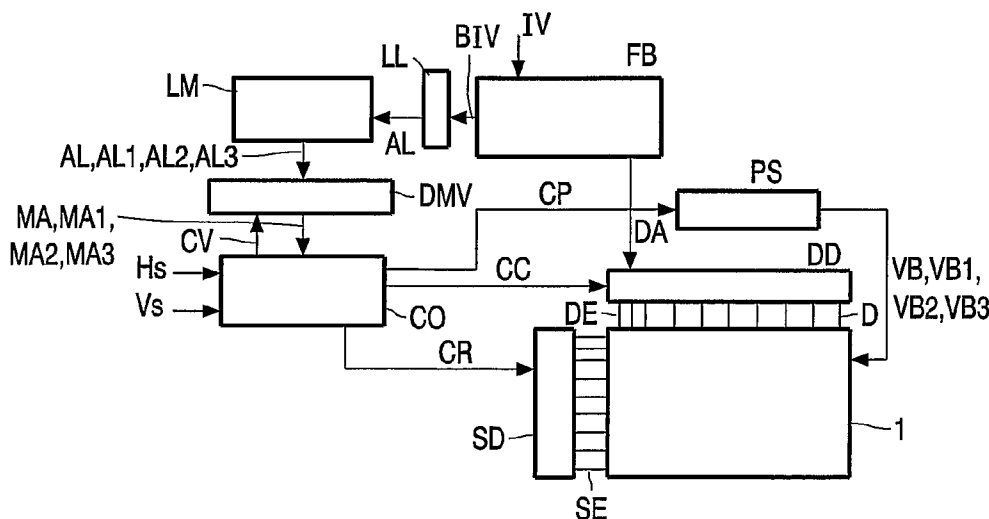 IV
BIV
FB
LL
LM
AL
AL,AL1,AL2,AL3
PS
DMV
CP
MA,MA1,
MA2,MA3
CV
DA
DD
Hs
CC
VB,VB1,
VB2,VB3
Vs
CO
DE
D
CR
SD
1
SE